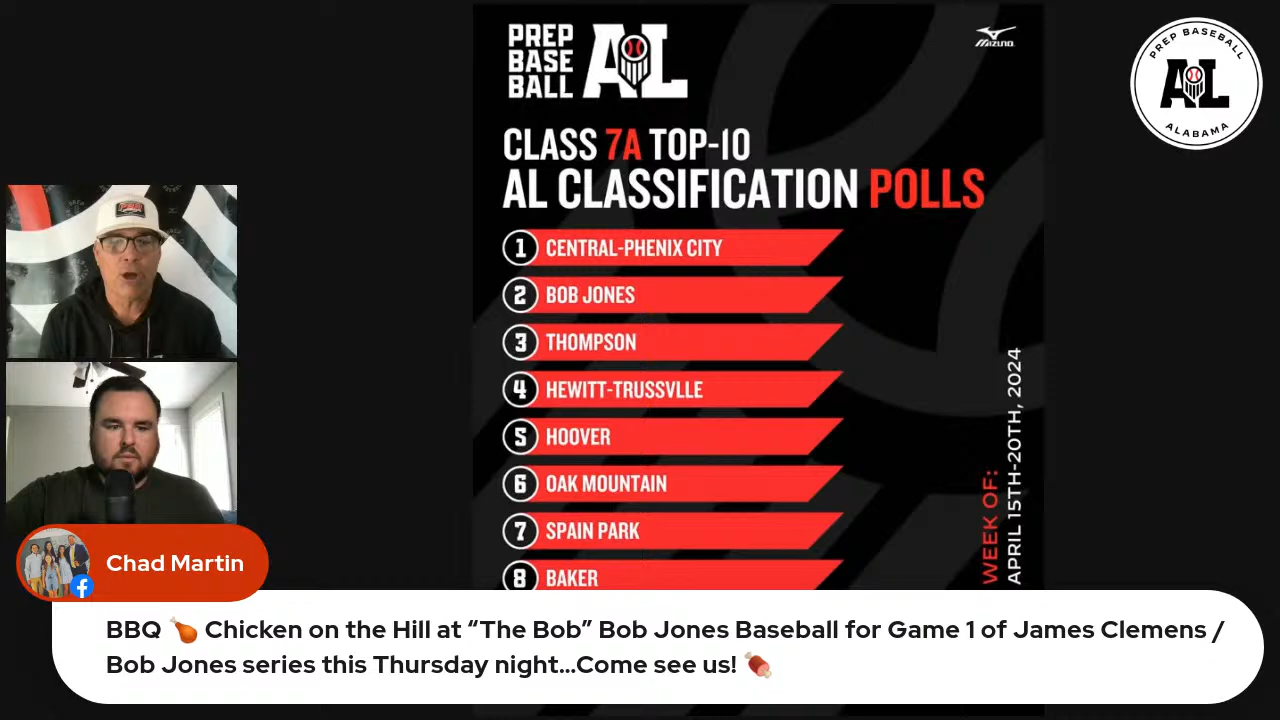 PREP
BASE
BALL
AL
MIZUNO
PREP BASEBALL
AL
ALABAMA
CLASS 7A TOP-10
AL CLASSIFICATION POLLS
1 CENTRAL-PHENIX CITY
2 BOB JONES
3 THOMPSON
4 HEWITT-TRUSSVLLE
5 HOOVER
6 OAK MOUNTAIN
7 SPAIN PARK
8 BAKER
WEEK OF:
APRIL 15TH-20TH, 2024
Chad Martin
BBQ 🍗 Chicken on the Hill at “The Bob” Bob Jones Baseball for Game 1 of James Clemens /
Bob Jones series this Thursday night...Come see us! 🍖